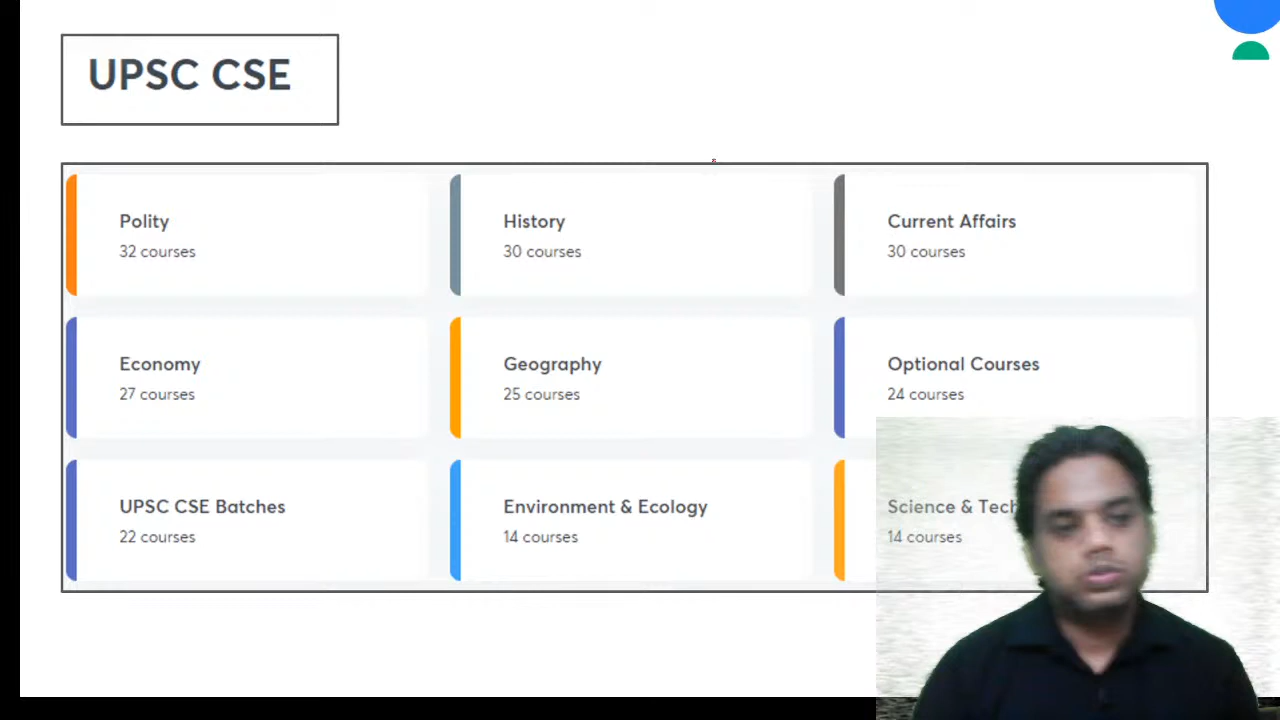 UPSC CSE
Polity
32 courses
History
30 courses
Current Affairs
30 courses
Economy
27 courses
Geography
25 courses
Optional Courses
24 courses
UPSC CSE Batches
22 courses
Environment & Ecology
14 courses
Science & Tech
14 courses